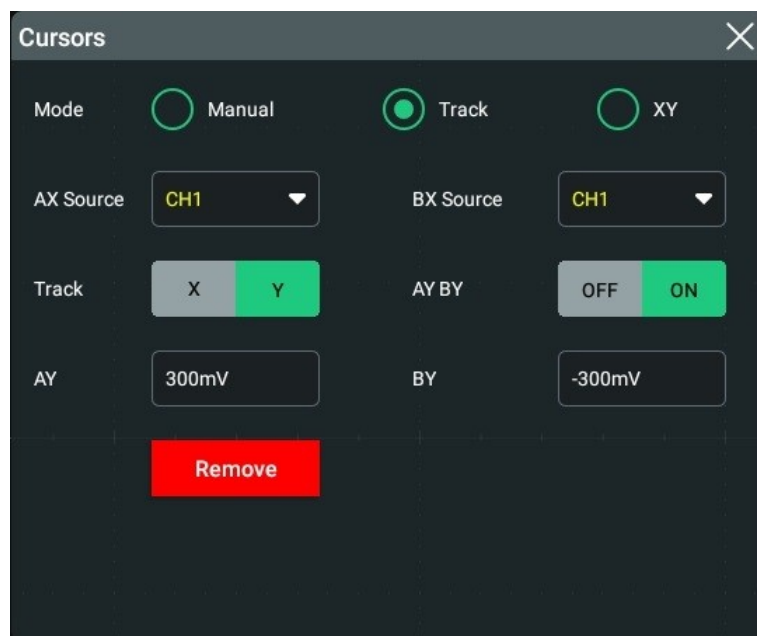 Cursors
Mode Manual Track XY
AX Source CH1 BX Source CH1
Track X Y AY BY OFF ON
AY 300mV BY -300mV
Remove